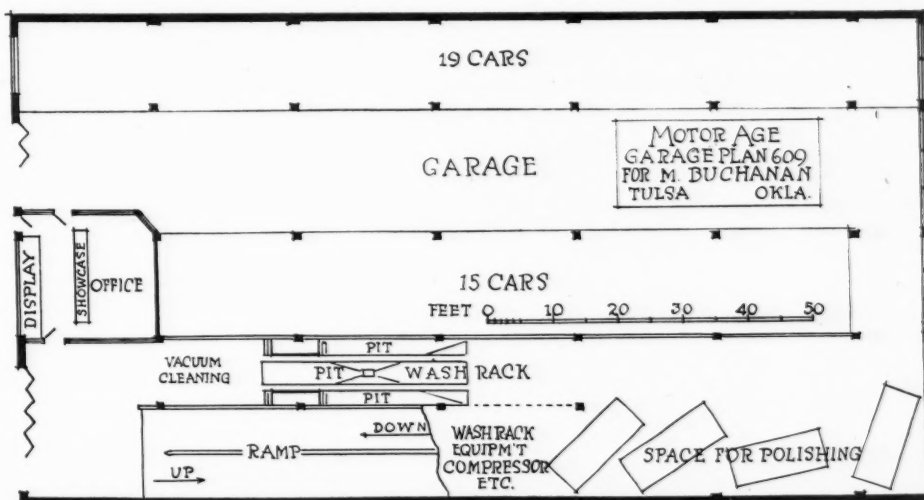 19 CARS
GARAGE
MOTOR AGE
GARAGE PLAN 609
FOR M. BUCHANAN
TULSA OKLA.
DISPLAY
SHOWCASE
OFFICE
15 CARS
FEET 0 10 20 30 40 50
VACUUM
CLEANING
PIT
PIT WASH RACK
PIT
DOWN
RAMP
UP
WASH RACK
EQUIPM'T
COMPRESSOR
ETC.
SPACE FOR POLISHING